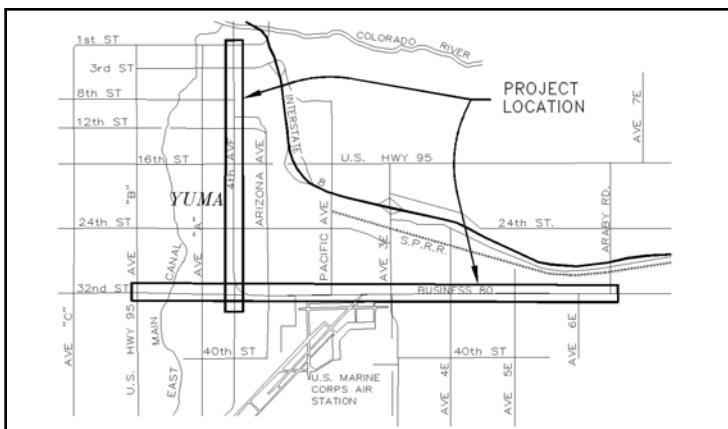 COLORADO RIVER
1st ST
3rd ST
8th ST
12th ST
16th ST
24th ST
32nd ST
40th ST
PROJECT
LOCATION
INTERSTATE
8
U.S. HWY 95
AVE 7E
4th AVE
ARIZONA AVE
YUMA
AVE "B"
AVE "A"
PACIFIC AVE
AVE 3E
S.P.R.R.
24th ST.
ARABY RD.
BUSINESS 80
AVE "C"
U.S. HWY 95
EAST MAIN CANAL
U.S. MARINE
CORPS AIR
STATION
40th ST
AVE 4E
AVE 5E
AVE 6E